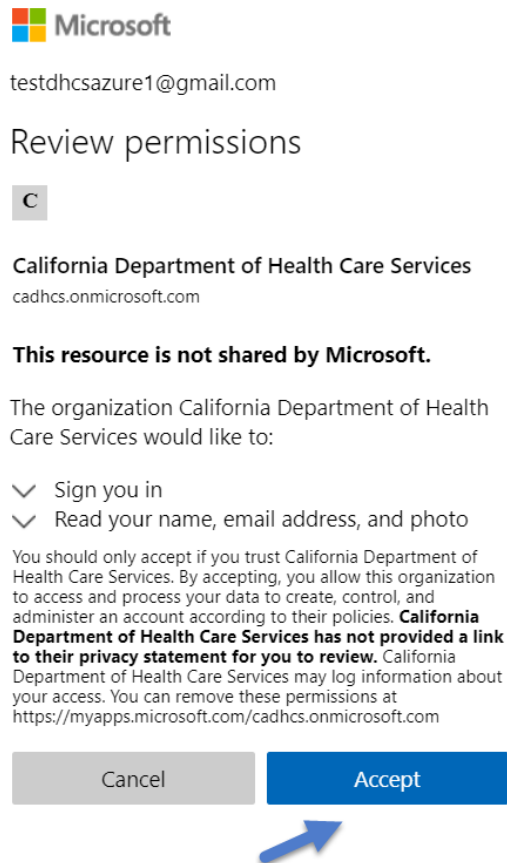 Microsoft
testdhcsazure1@gmail.com
Review permissions
C
California Department of Health Care Services
cadhcs.onmicrosoft.com
This resource is not shared by Microsoft.
The organization California Department of Health
Care Services would like to:
Sign you in
Read your name, email address, and photo
You should only accept if you trust California Department of
Health Care Services. By accepting, you allow this organization
to access and process your data to create, control, and
administer an account according to their policies. California
Department of Health Care Services has not provided a link
to their privacy statement for you to review. California
Department of Health Care Services may log information about
your access. You can remove these permissions at
https://myapps.microsoft.com/cadhcs.onmicrosoft.com
Cancel
Accept